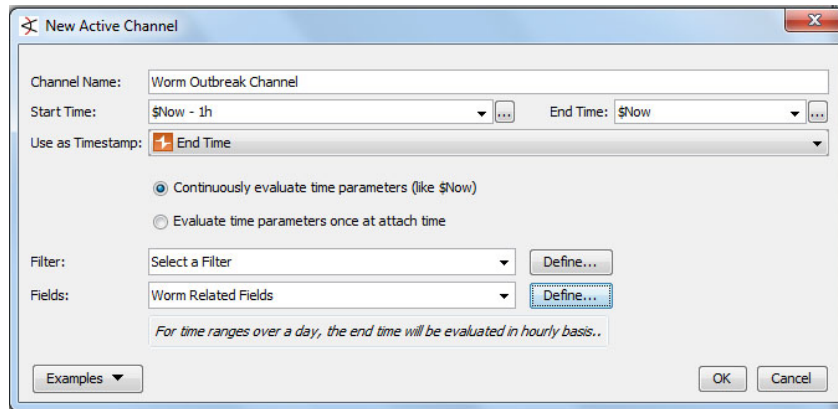 New Active Channel
Channel Name: Worm Outbreak Channel
Start Time: $Now - 1h ... End Time: $Now ...
Use as Timestamp: End Time
Continuously evaluate time parameters (like $Now)
Evaluate time parameters once at attach time
Filter: Select a Filter Define...
Fields: Worm Related Fields Define...
For time ranges over a day, the end time will be evaluated in hourly basis..
Examples OK Cancel